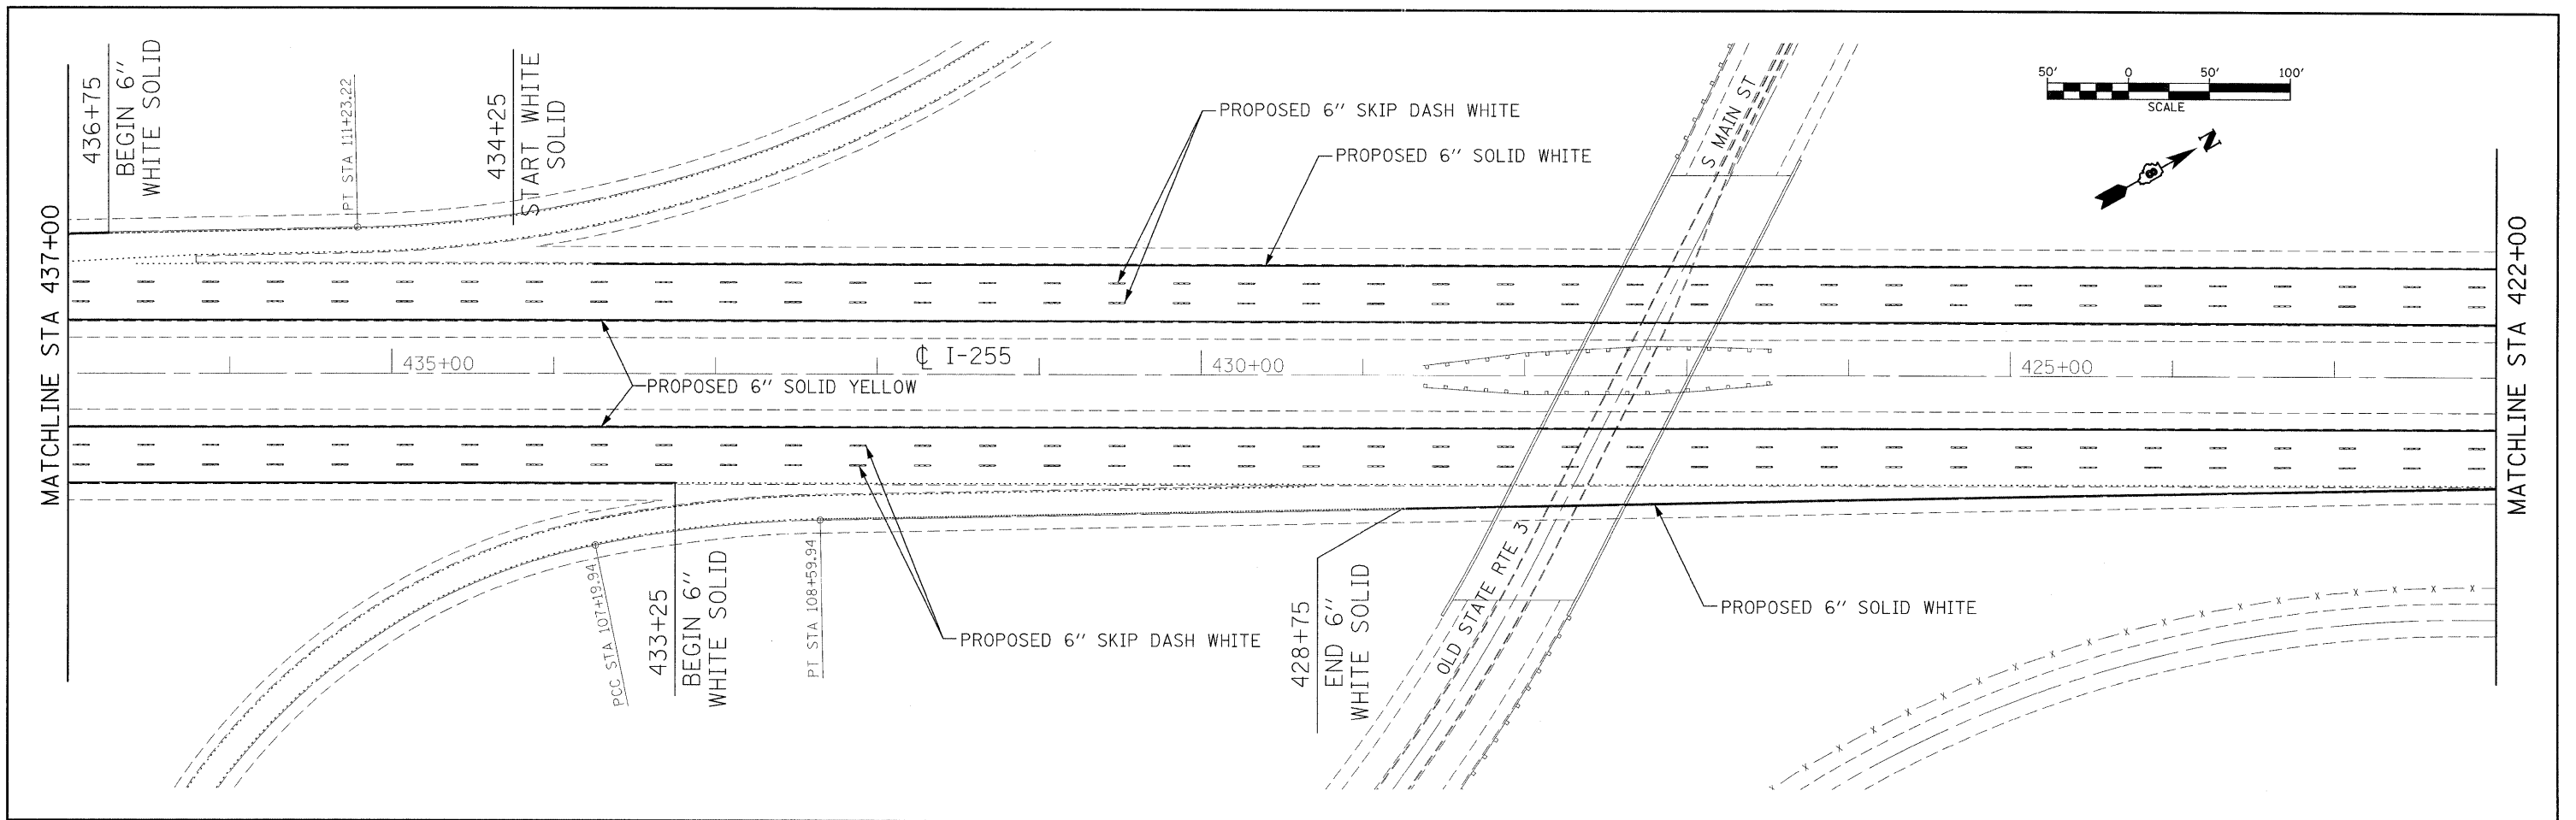 436+75
BEGIN 6"
WHITE SOLID
PT STA 111+23.22
434+25
START WHITE
SOLID
PROPOSED 6" SKIP DASH WHITE
PROPOSED 6" SOLID WHITE
S MAIN ST
50' 0 50' 100'
SCALE
N
MATCHLINE STA 437+00
MATCHLINE STA 422+00
435+00
℄ I-255
430+00
425+00
PROPOSED 6" SOLID YELLOW
PCC STA 107+19.94
433+25
BEGIN 6"
WHITE SOLID
PT STA 108+59.94
PROPOSED 6" SKIP DASH WHITE
428+75
END 6"
WHITE SOLID
OLD STATE RTE 3
PROPOSED 6" SOLID WHITE